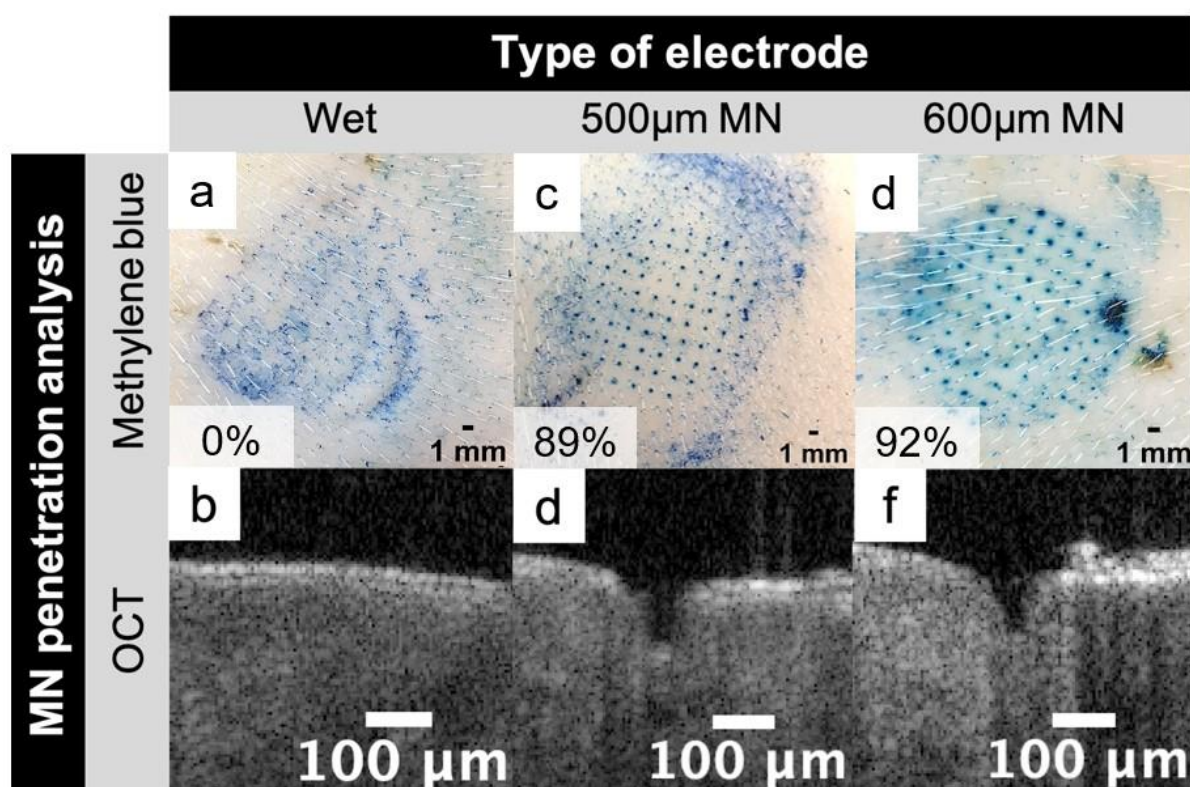 Type of electrode
Wet
500µm MN
600µm MN
MN penetration analysis
Methylene blue
a
0%
1 mm
c
89%
1 mm
d
92%
1 mm
OCT
b
100 µm
d
100 µm
f
100 µm